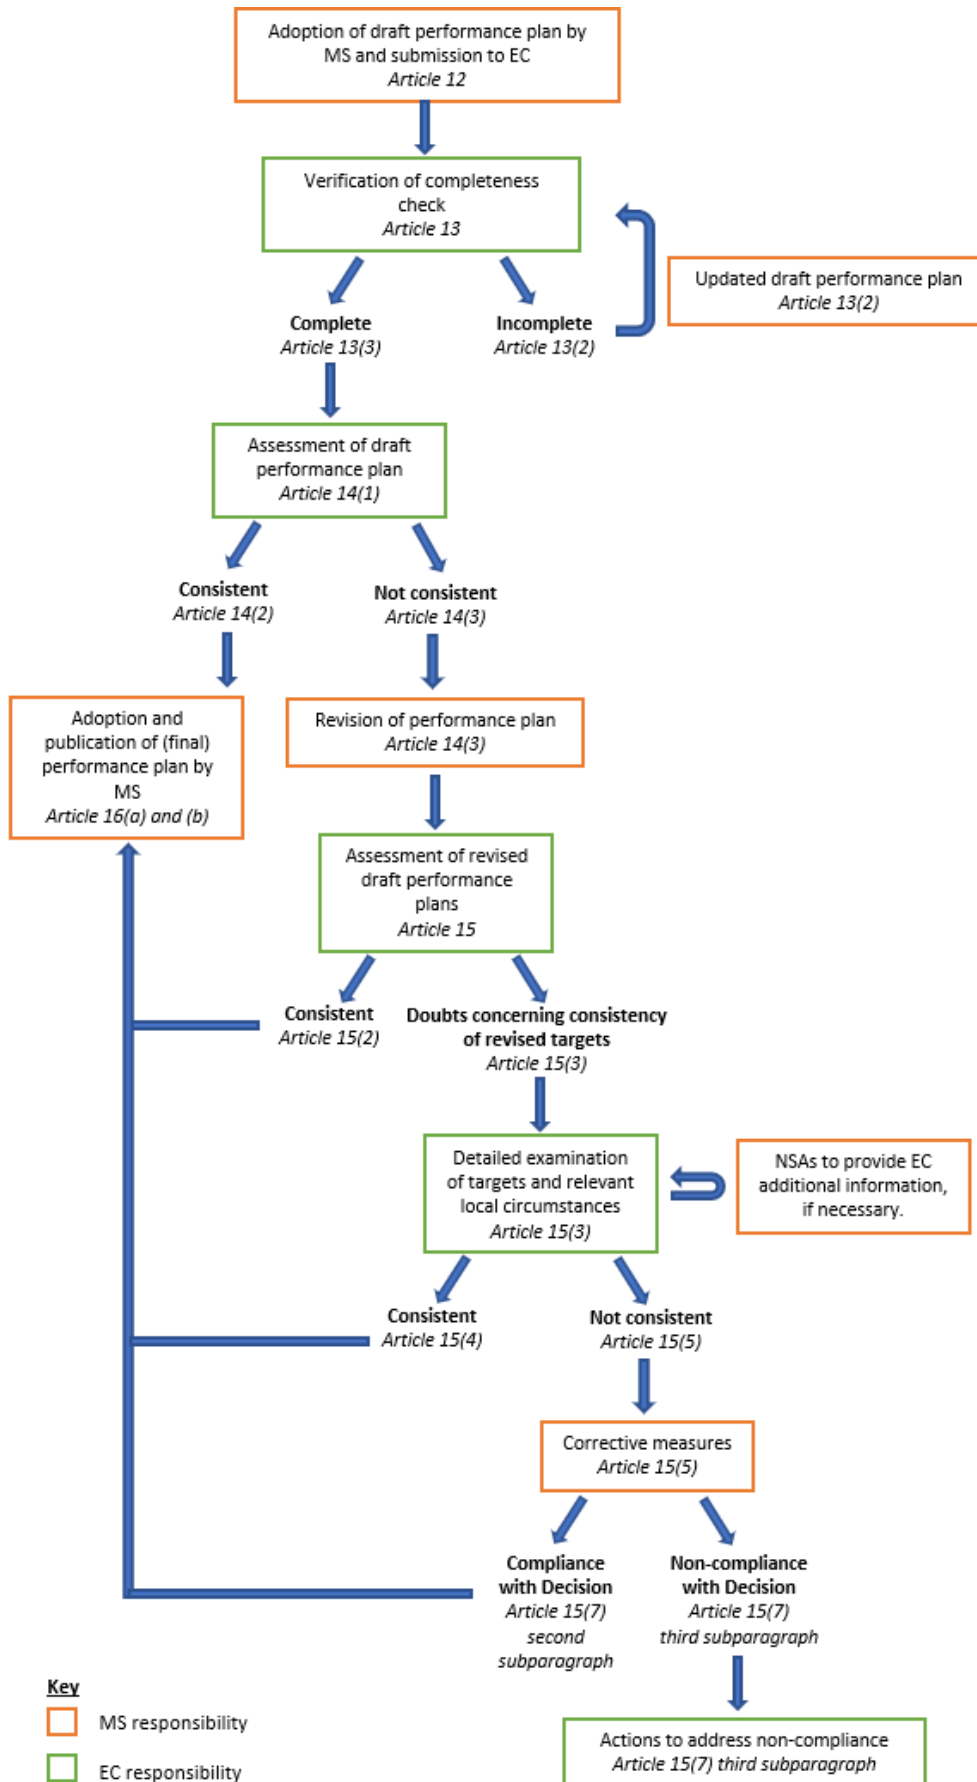 Adoption of draft performance plan by
MS and submission to EC
Article 12
Verification of completeness
check
Article 13
Updated draft performance plan
Article 13(2)
Complete
Article 13(3)
Incomplete
Article 13(2)
Assessment of draft
performance plan
Article 14(1)
Consistent
Article 14(2)
Not consistent
Article 14(3)
Adoption and
publication of (final)
performance plan by
MS
Article 16(a) and (b)
Revision of performance plan
Article 14(3)
Assessment of revised
draft performance
plans
Article 15
Consistent
Article 15(2)
Doubts concerning consistency
of revised targets
Article 15(3)
Detailed examination
of targets and relevant
local circumstances
Article 15(3)
NSAs to provide EC
additional information,
if necessary.
Consistent
Article 15(4)
Not consistent
Article 15(5)
Corrective measures
Article 15(5)
Compliance
with Decision
Article 15(7)
second
subparagraph
Non-compliance
with Decision
Article 15(7)
third subparagraph
Actions to address non-compliance
Article 15(7) third subparagraph
Key
MS responsibility
EC responsibility